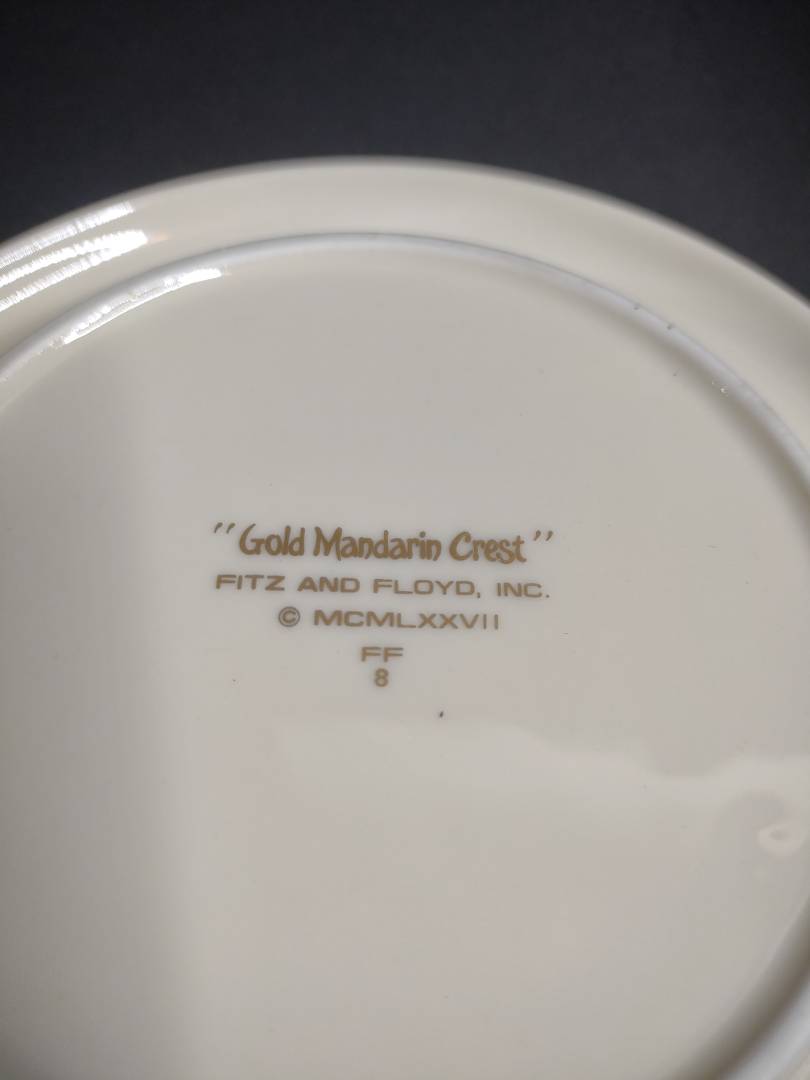 "Gold Mandarin Crest"
FITZ AND FLOYD, INC.
© MCMLXXVII
FF
8